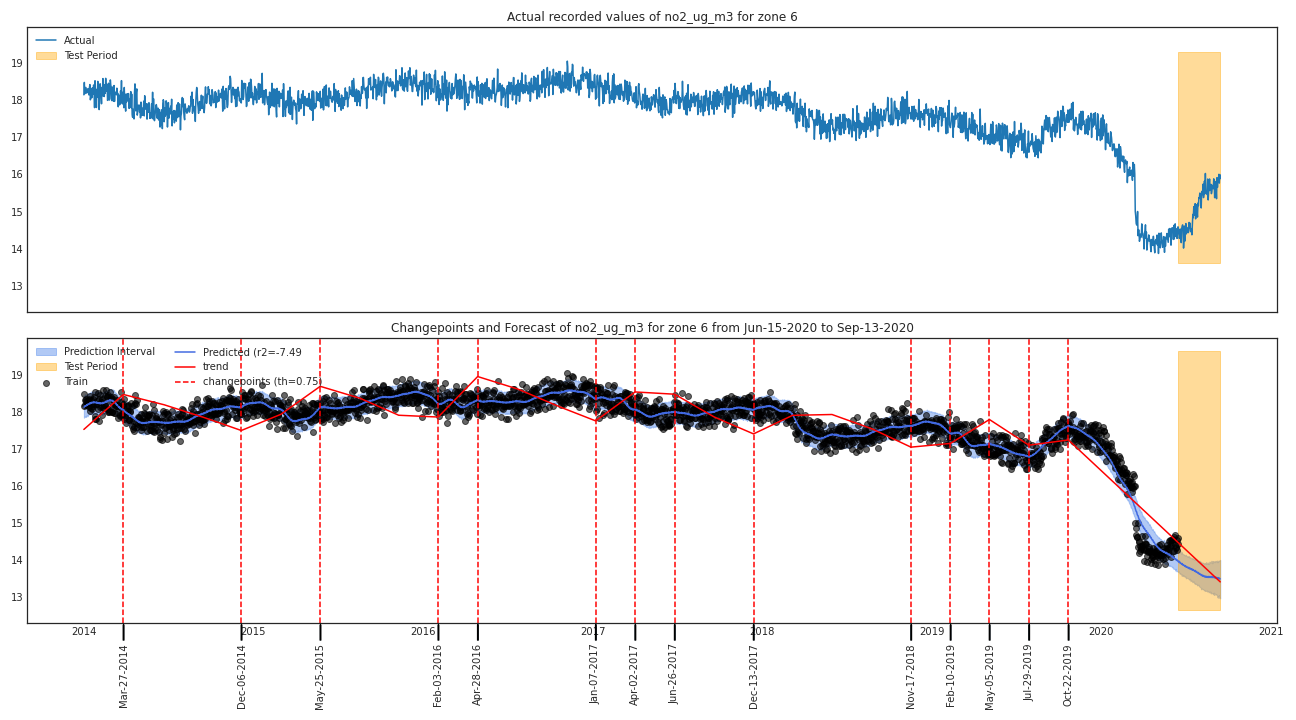 Actual recorded values of no2_ug_m3 for zone 6
Actual
Test Period
19
18
17
16
15
14
13
Changepoints and Forecast of no2_ug_m3 for zone 6 from Jun-15-2020 to Sep-13-2020
Prediction Interval
Test Period
Train
Predicted (r2=-7.49
trend
changepoints (th=0.75)
19
18
17
16
15
14
13
2014 2015 2016 2017 2018 2019 2020 2021
Mar-27-2014
Dec-06-2014
May-25-2015
Feb-03-2016
Apr-28-2016
Jan-07-2017
Apr-02-2017
Jun-26-2017
Dec-13-2017
Nov-17-2018
Feb-10-2019
May-05-2019
Jul-29-2019
Oct-22-2019